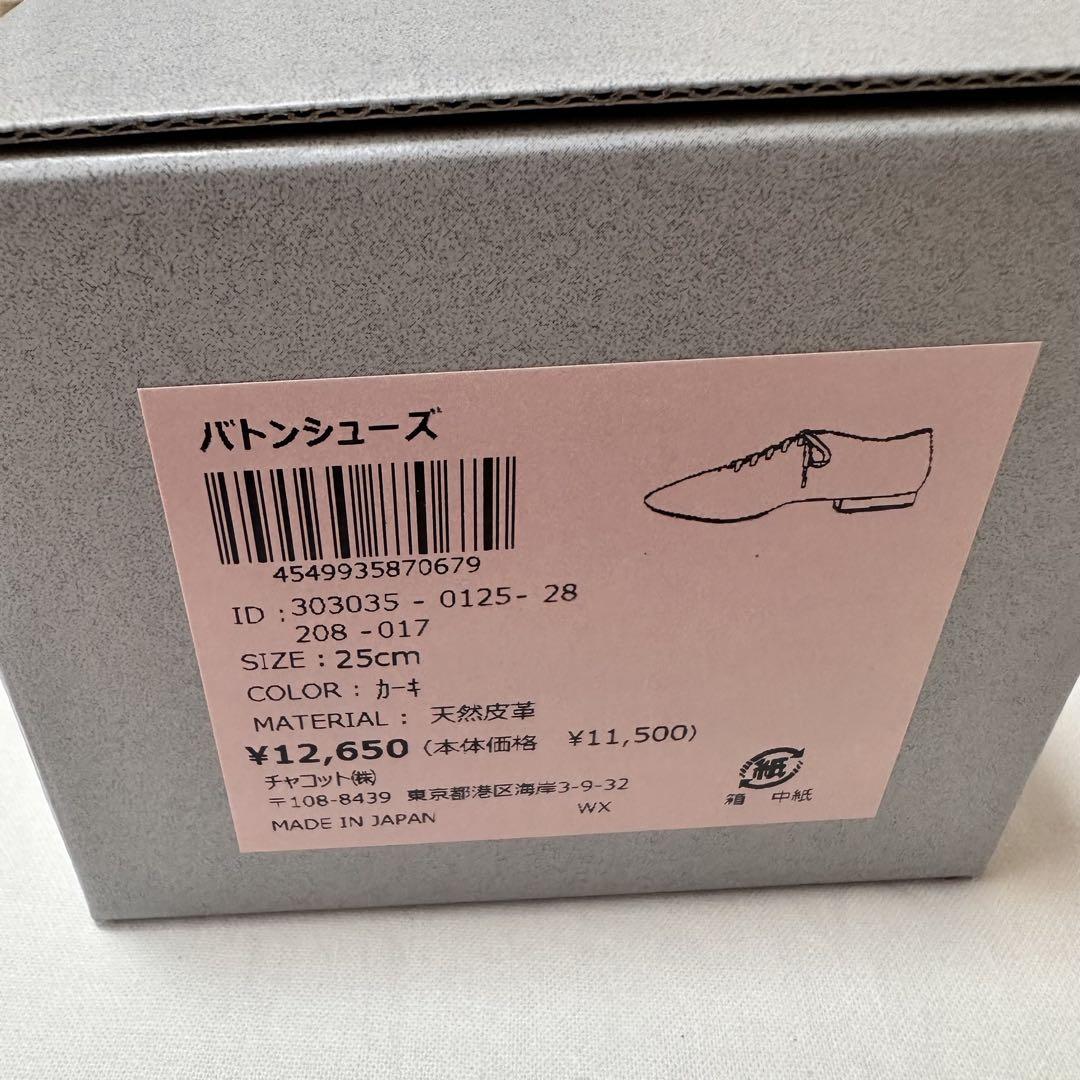 バトンシューズ
4549935870679
ID : 303035 - 0125- 28
208 -017
SIZE : 25cm
COLOR : ｶｰｷ
MATERIAL : 天然皮革
¥12,650 (本体価格 ¥11,500)
チャコット㈱
〒108-8439 東京都港区海岸3-9-32
MADE IN JAPAN
WX
紙
箱 中紙